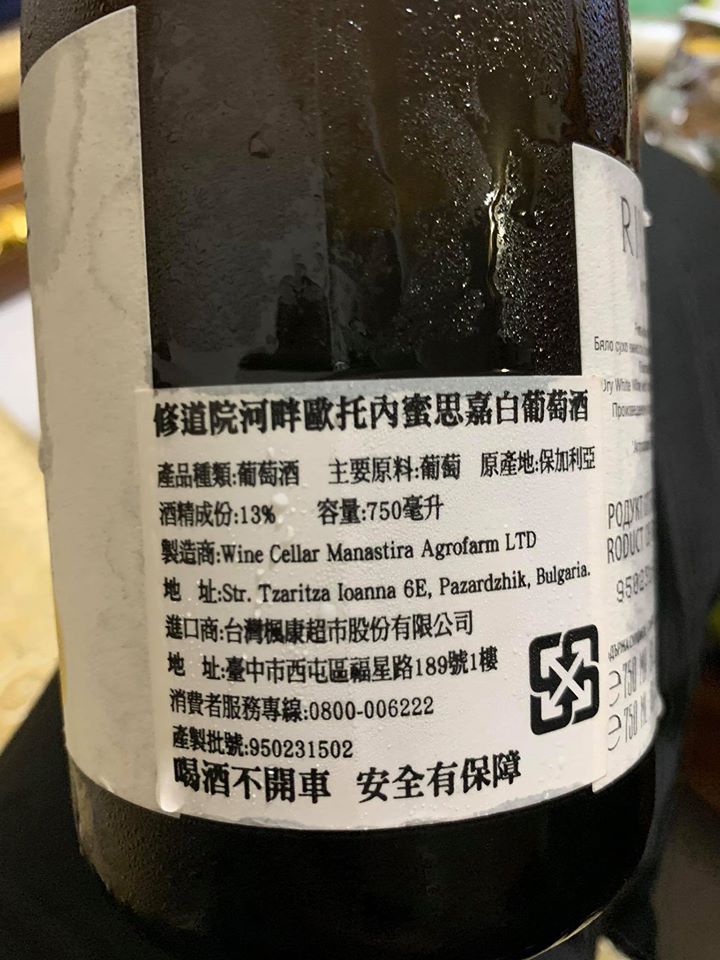 修道院河畔歐托內蜜思嘉白葡萄酒
產品種類:葡萄酒 主要原料:葡萄 原產地:保加利亞
酒精成份:13% 容量:750毫升
製造商:Wine Cellar Manastira Agrofarm LTD
地 址:Str. Tzaritza Ioanna 6E, Pazardzhik, Bulgaria.
進口商:台灣楓康超市股份有限公司
地 址:臺中市西屯區福星路189號1樓
消費者服務專線:0800-006222
產製批號:950231502
喝酒不開車 安全有保障
Бяло сухо
Dry White Wine